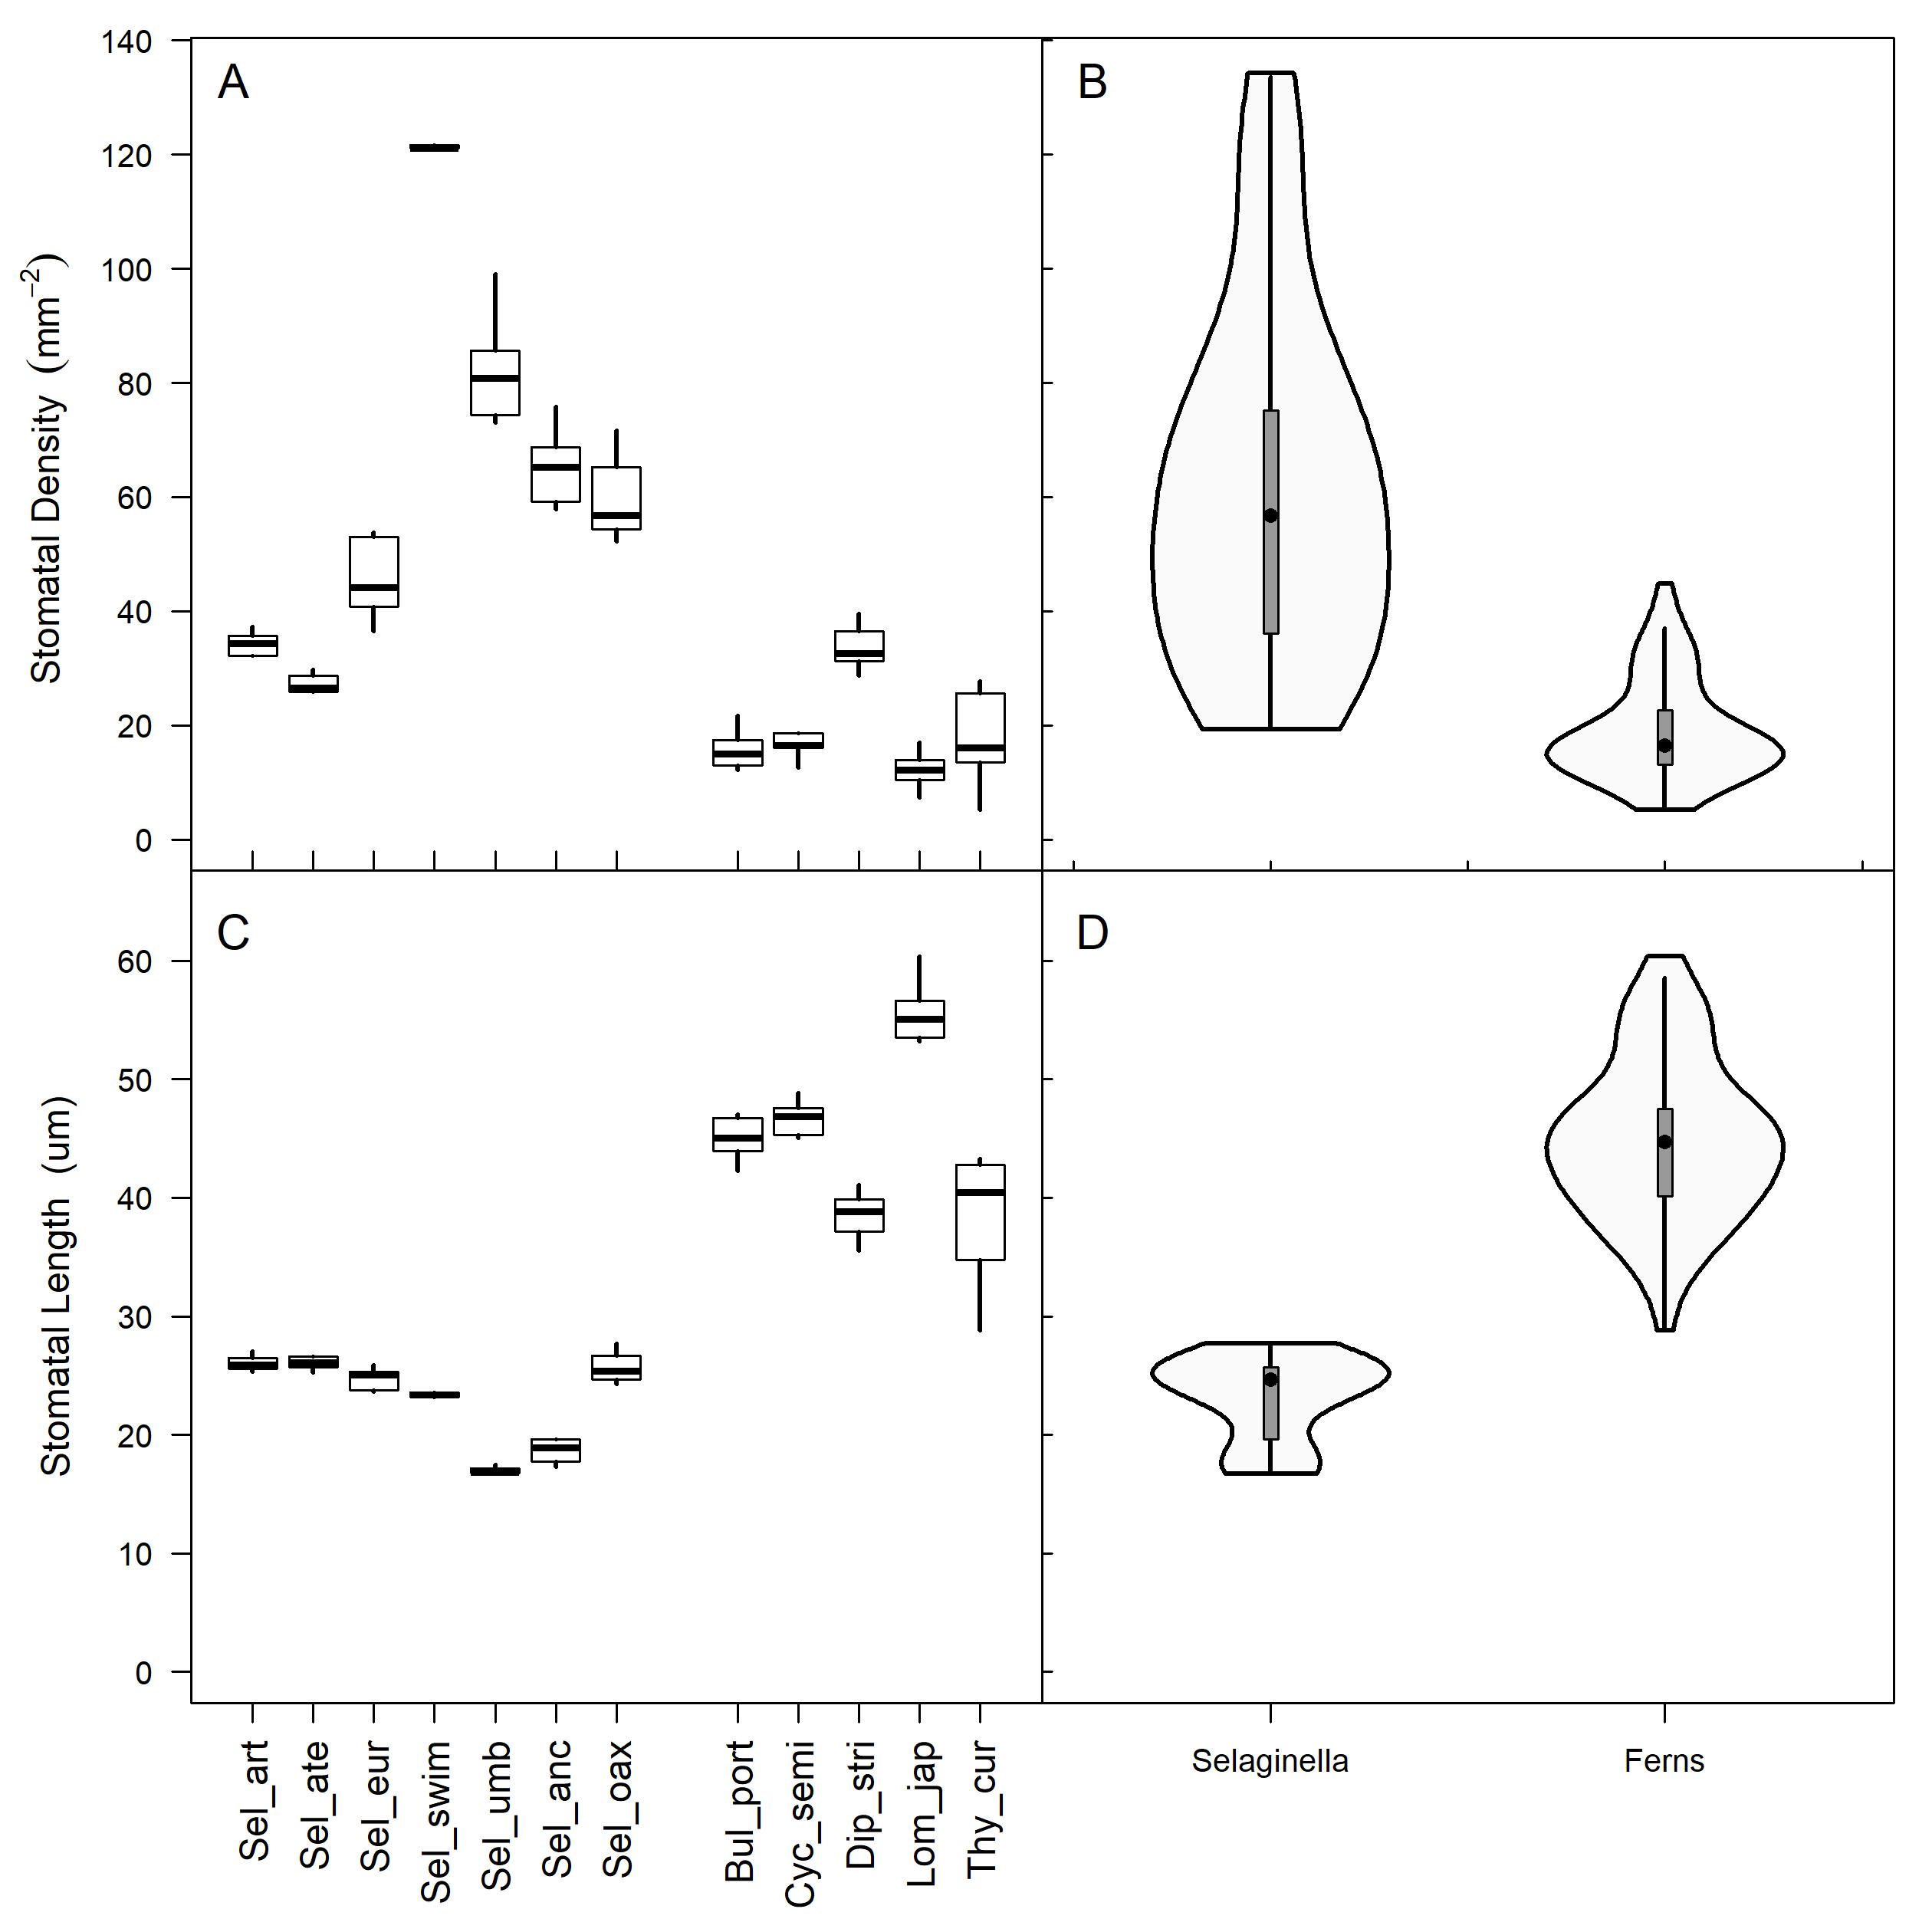 A
B
Stomatal Density (mm−2)
140
120
100
80
60
40
20
0
C
D
Stomatal Length (um)
60
50
40
30
20
10
0
Sel_art
Sel_ate
Sel_eur
Sel_swim
Sel_umb
Sel_anc
Sel_oax
Bul_port
Cyc_semi
Dip_stri
Lom_jap
Thy_cur
Selaginella
Ferns